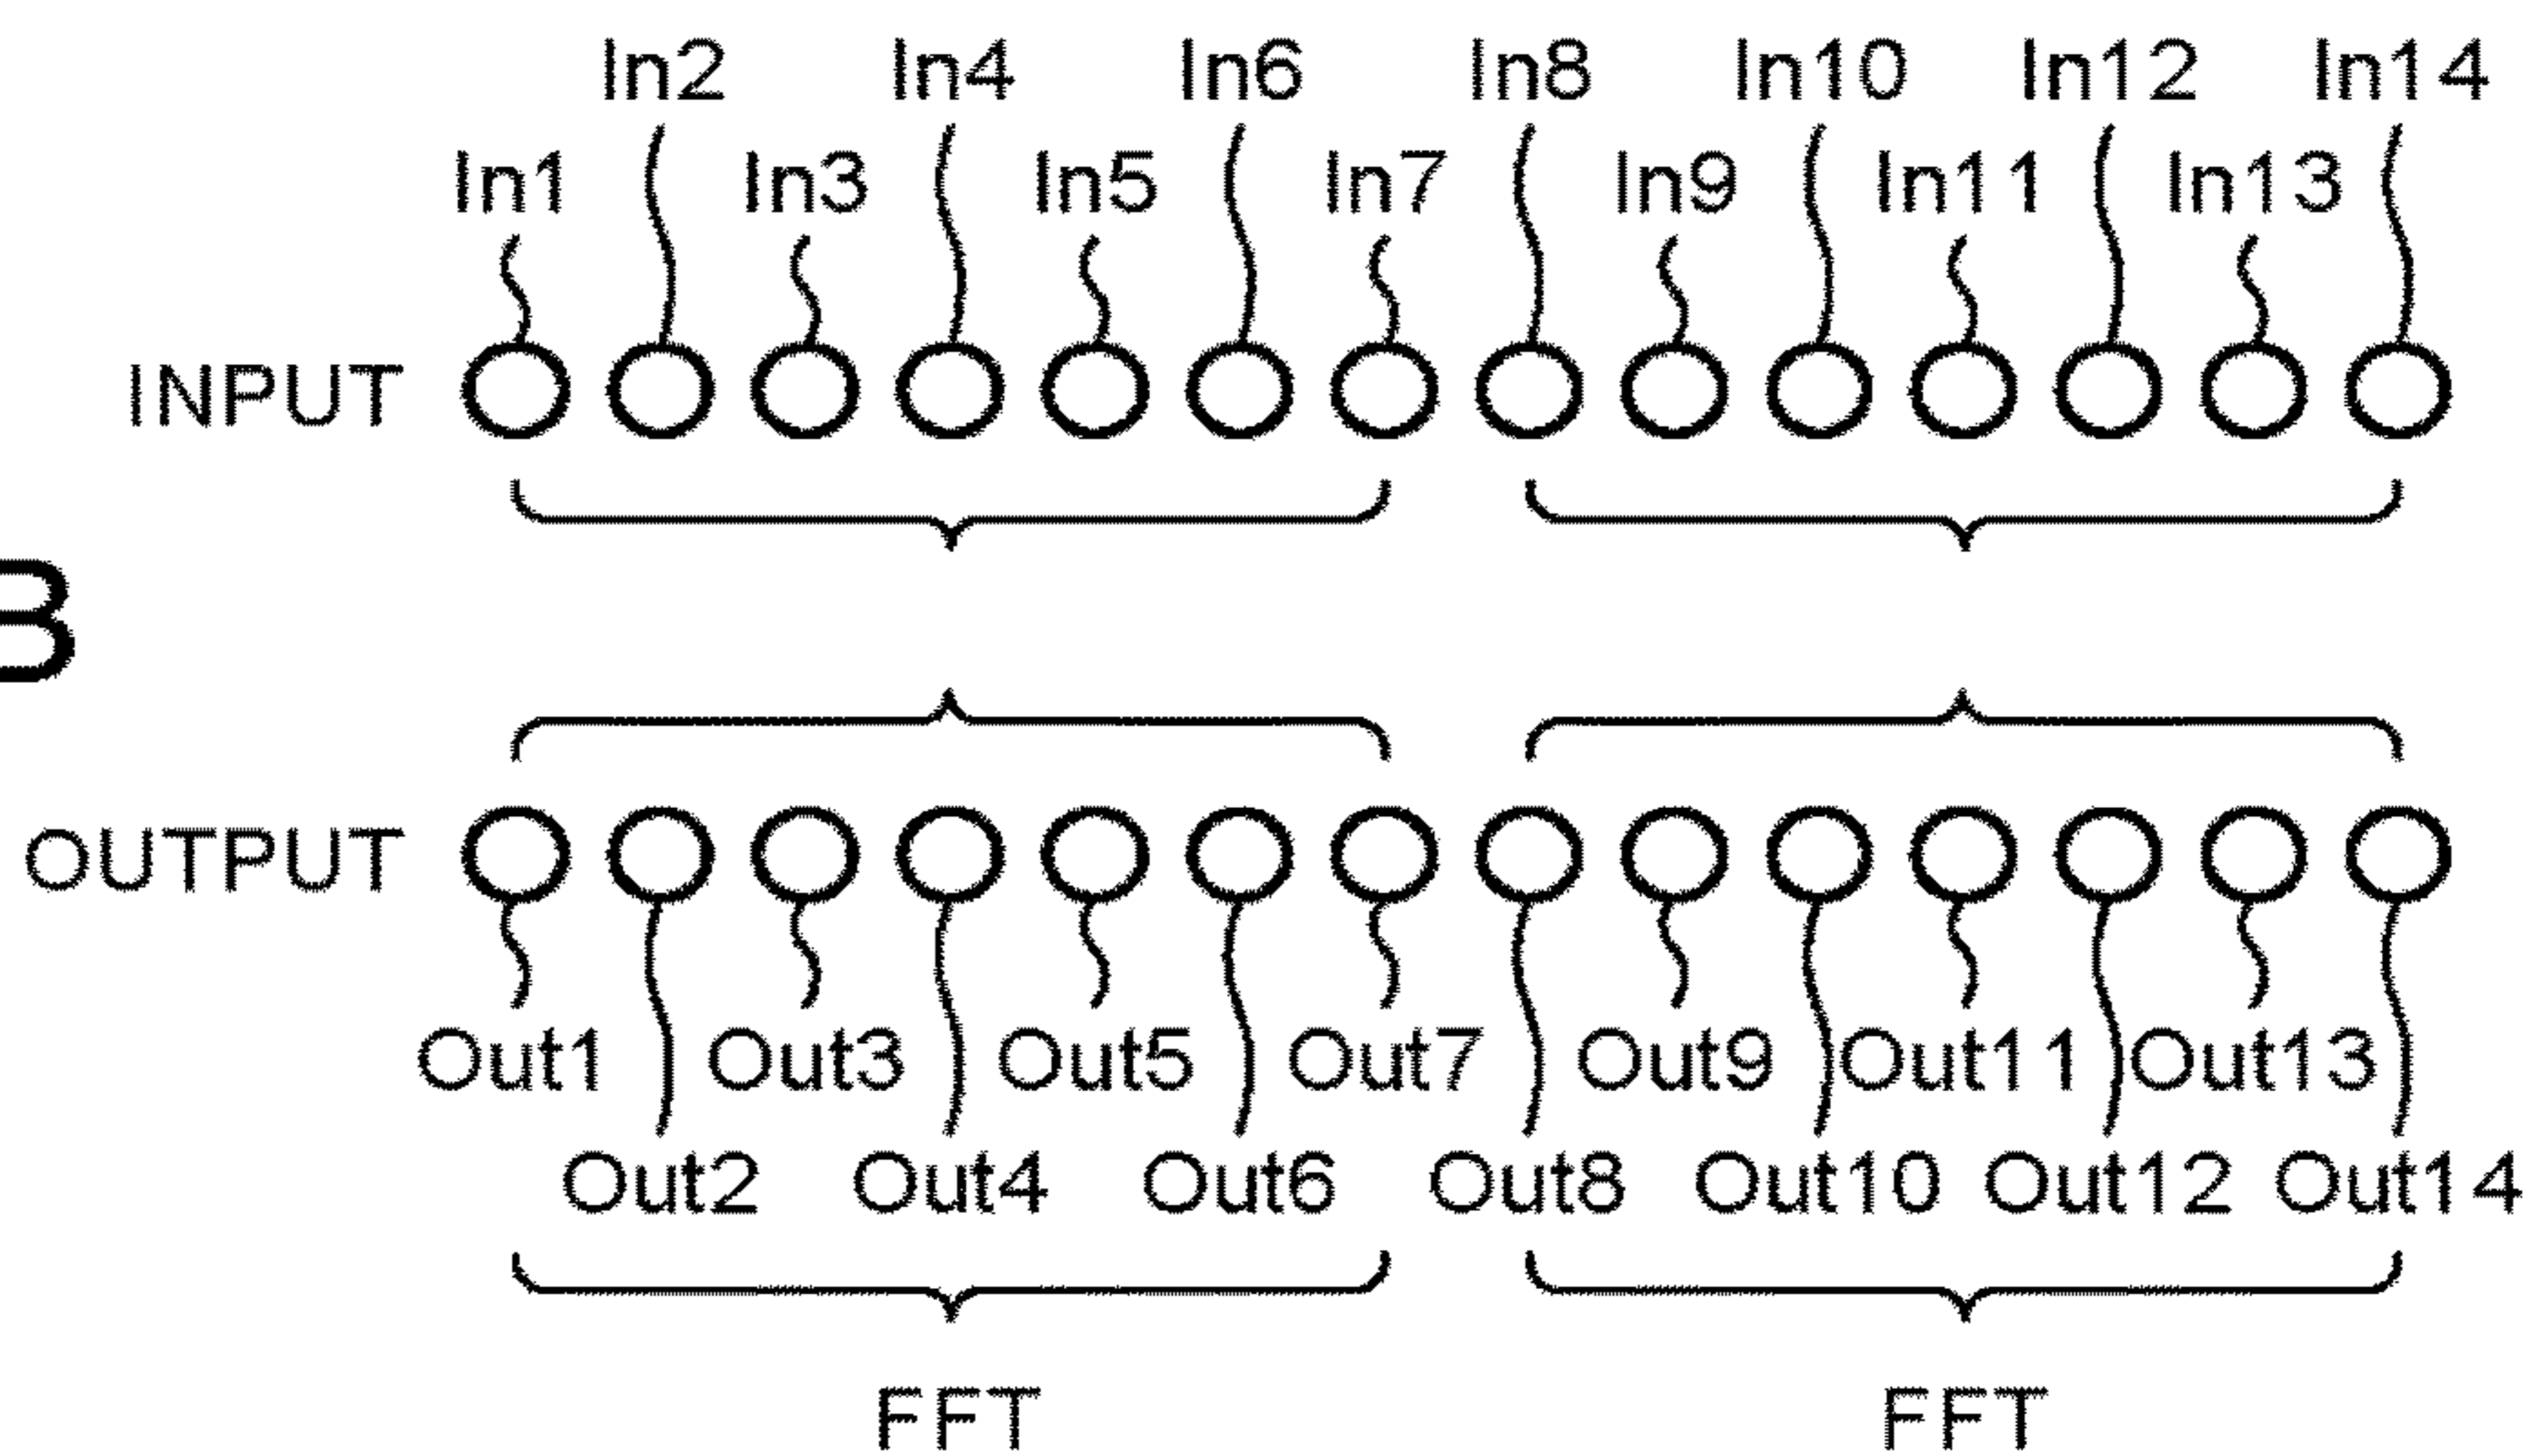 In2 In4 In6 In8 In10 In12 In14
In1 In3 In5 In7 In9 In11 In13
INPUT
B
OUTPUT
Out1 Out3 Out5 Out7 Out9 Out11 Out13
Out2 Out4 Out6 Out8 Out10 Out12 Out14
FFT FFT